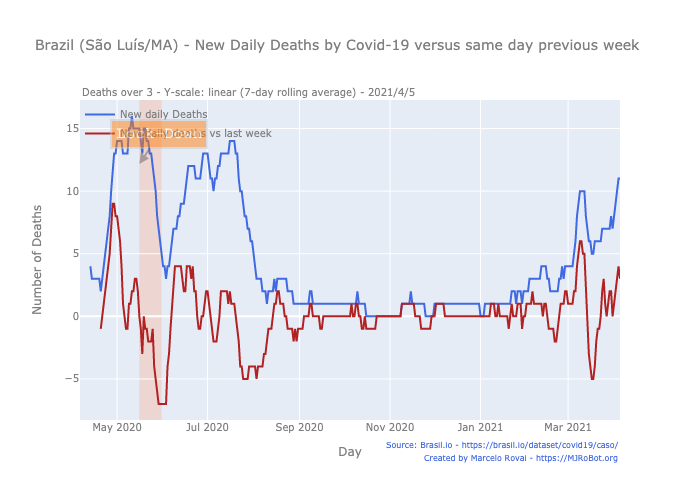 Brazil (São Luís/MA) - New Daily Deaths by Covid-19 versus same day previous week
Deaths over 3 - Y-scale: linear (7-day rolling average) - 2021/4/5
New daily Deaths
vs last week
15
10
5
0
−5
Number of Deaths
May 2020
Jul 2020
Sep 2020
Nov 2020
Jan 2021
Mar 2021
Day
Source: Brasil.io - https://brasil.io/dataset/covid19/caso/
Created by Marcelo Rovai - https://MJRoBot.org